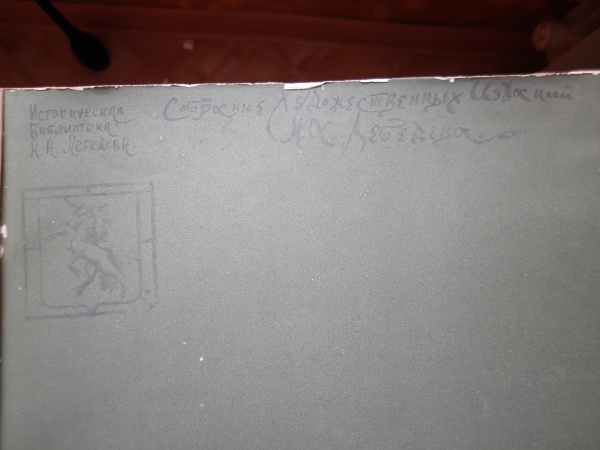 Историческая
Библиотека
Н. А. Лебедева.
Собрание Художественных Изданий
Н. А. Лебедева